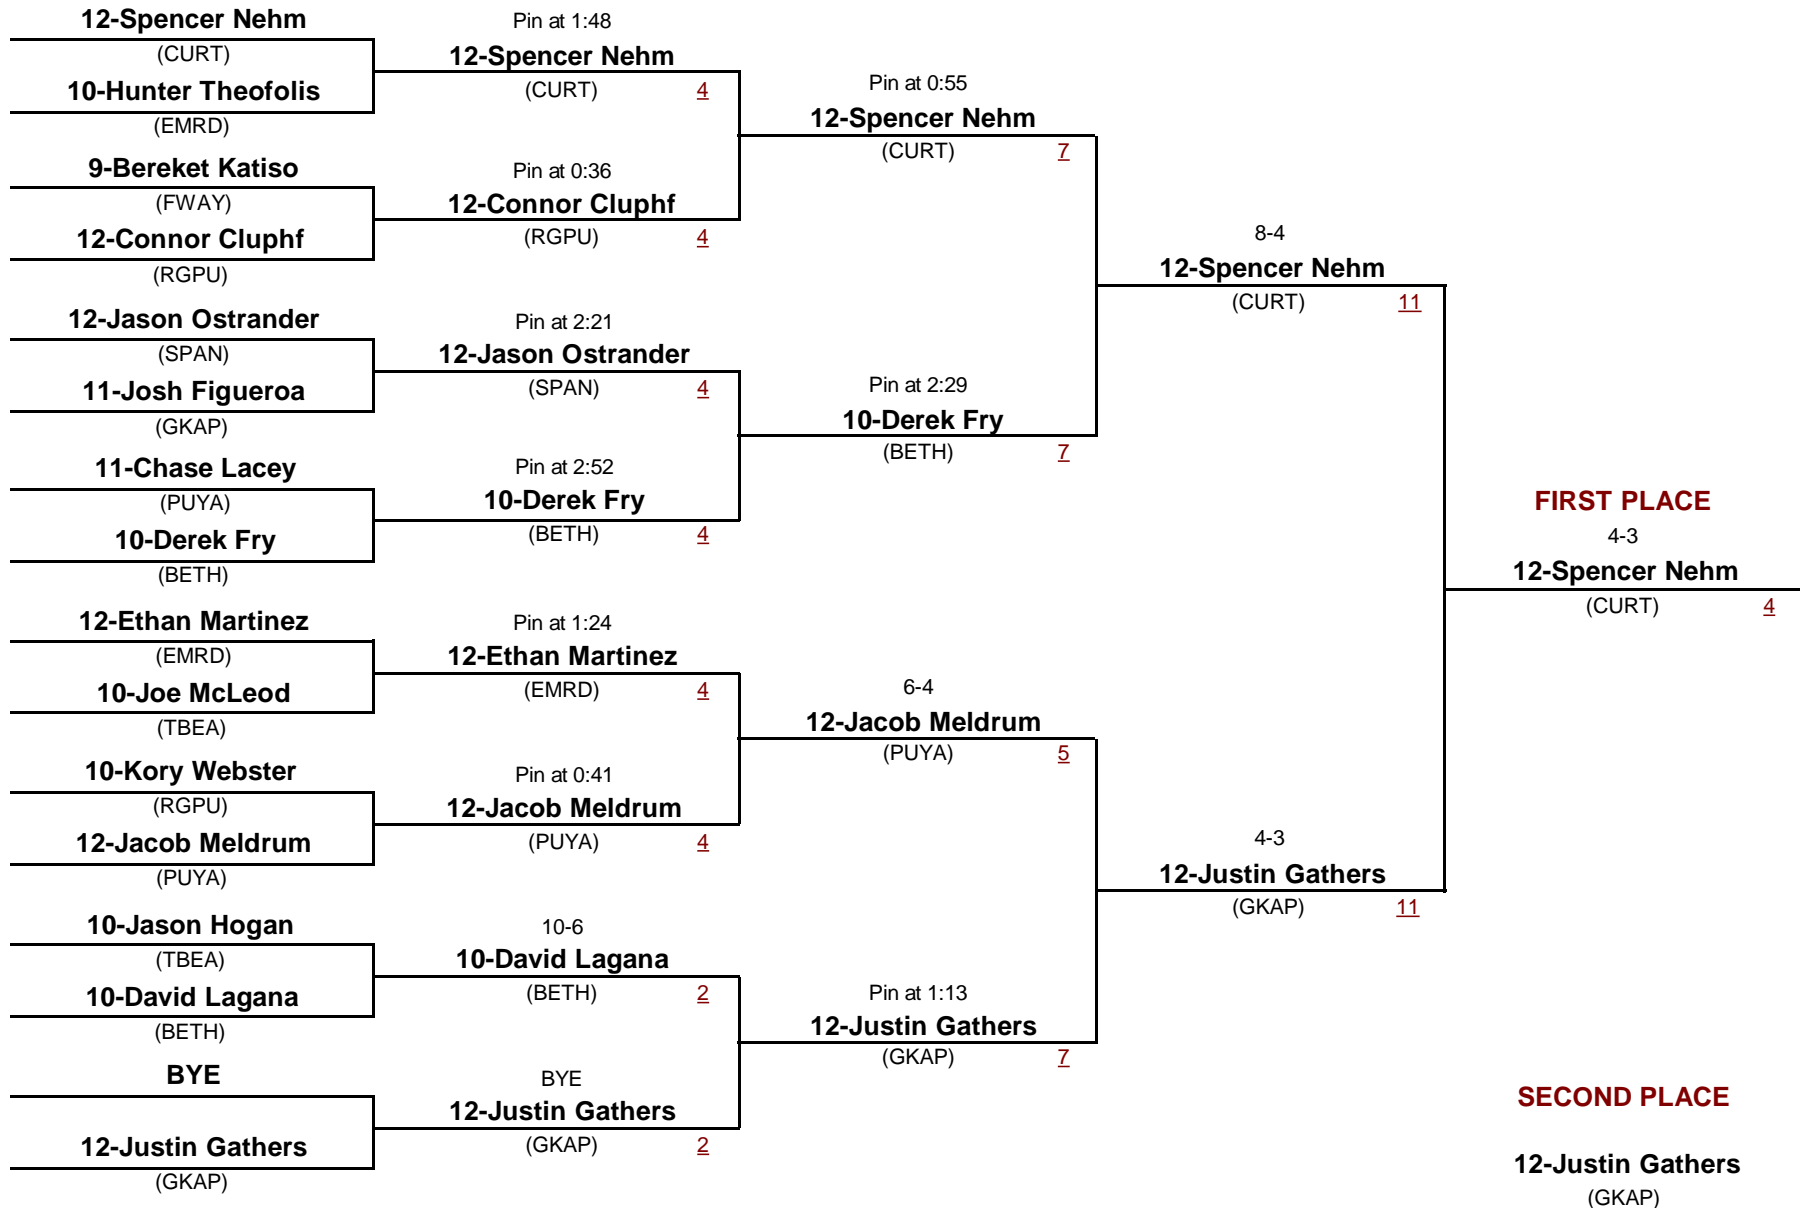 12-Spencer Nehm
(CURT)
10-Hunter Theofolis
(EMRD)
9-Bereket Katiso
(FWAY)
12-Connor Cluphf
(RGPU)
12-Jason Ostrander
(SPAN)
11-Josh Figueroa
(GKAP)
11-Chase Lacey
(PUYA)
10-Derek Fry
(BETH)
12-Ethan Martinez
(EMRD)
10-Joe McLeod
(TBEA)
10-Kory Webster
(RGPU)
12-Jacob Meldrum
(PUYA)
10-Jason Hogan
(TBEA)
10-David Lagana
(BETH)
BYE
12-Justin Gathers
(GKAP)
Pin at 1:48
12-Spencer Nehm
(CURT) 4
Pin at 0:36
12-Connor Cluphf
(RGPU) 4
Pin at 2:21
12-Jason Ostrander
(SPAN) 4
Pin at 2:52
10-Derek Fry
(BETH) 4
Pin at 1:24
12-Ethan Martinez
(EMRD) 4
Pin at 0:41
12-Jacob Meldrum
(PUYA) 4
10-6
10-David Lagana
(BETH) 2
BYE
12-Justin Gathers
(GKAP) 2
Pin at 0:55
12-Spencer Nehm
(CURT) 7
Pin at 2:29
10-Derek Fry
(BETH) 7
6-4
12-Jacob Meldrum
(PUYA) 5
Pin at 1:13
12-Justin Gathers
(GKAP) 7
8-4
12-Spencer Nehm
(CURT) 11
4-3
12-Justin Gathers
(GKAP) 11
FIRST PLACE
4-3
12-Spencer Nehm
(CURT) 4
SECOND PLACE
12-Justin Gathers
(GKAP)